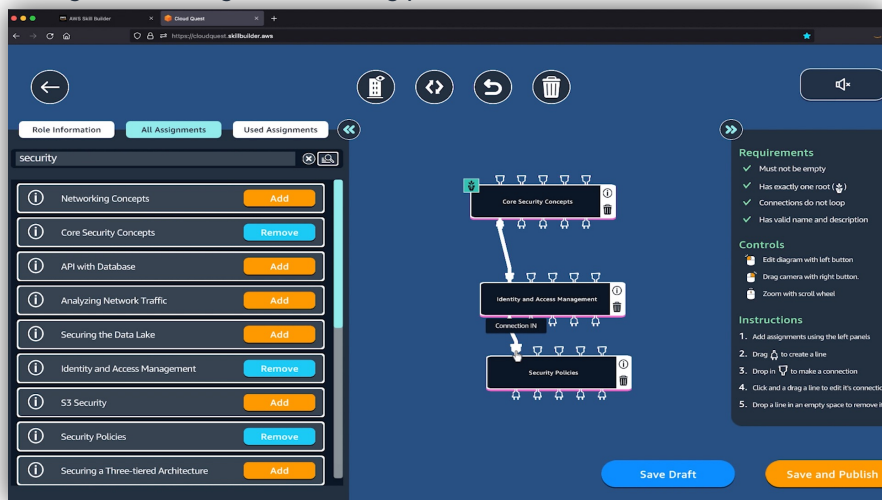 AWS Skill Builder
Cloud Quest
https://cloudquest.skillbuilder.aws
Role Information
All Assignments
Used Assignments
security
Networking Concepts
Add
Core Security Concepts
Remove
API with Database
Add
Analyzing Network Traffic
Add
Securing the Data Lake
Add
Identity and Access Management
Remove
S3 Security
Add
Security Policies
Remove
Securing a Three-tiered Architecture
Add
Core Security Concepts
Identity and Access Management
Connection IN
Security Policies
Requirements
Must not be empty
Has exactly one root ( )
Connections do not loop
Has valid name and description
Controls
Edit diagram with left button
Drag camera with right button.
Zoom with scroll wheel
Instructions
1. Add assignments using the left panels
2. Drag to create a line
3. Drop in to make a connection
4. Click and a drag a line to edit it's connectio
5. Drop a line in an empty space to remove i
Save Draft
Save and Publish